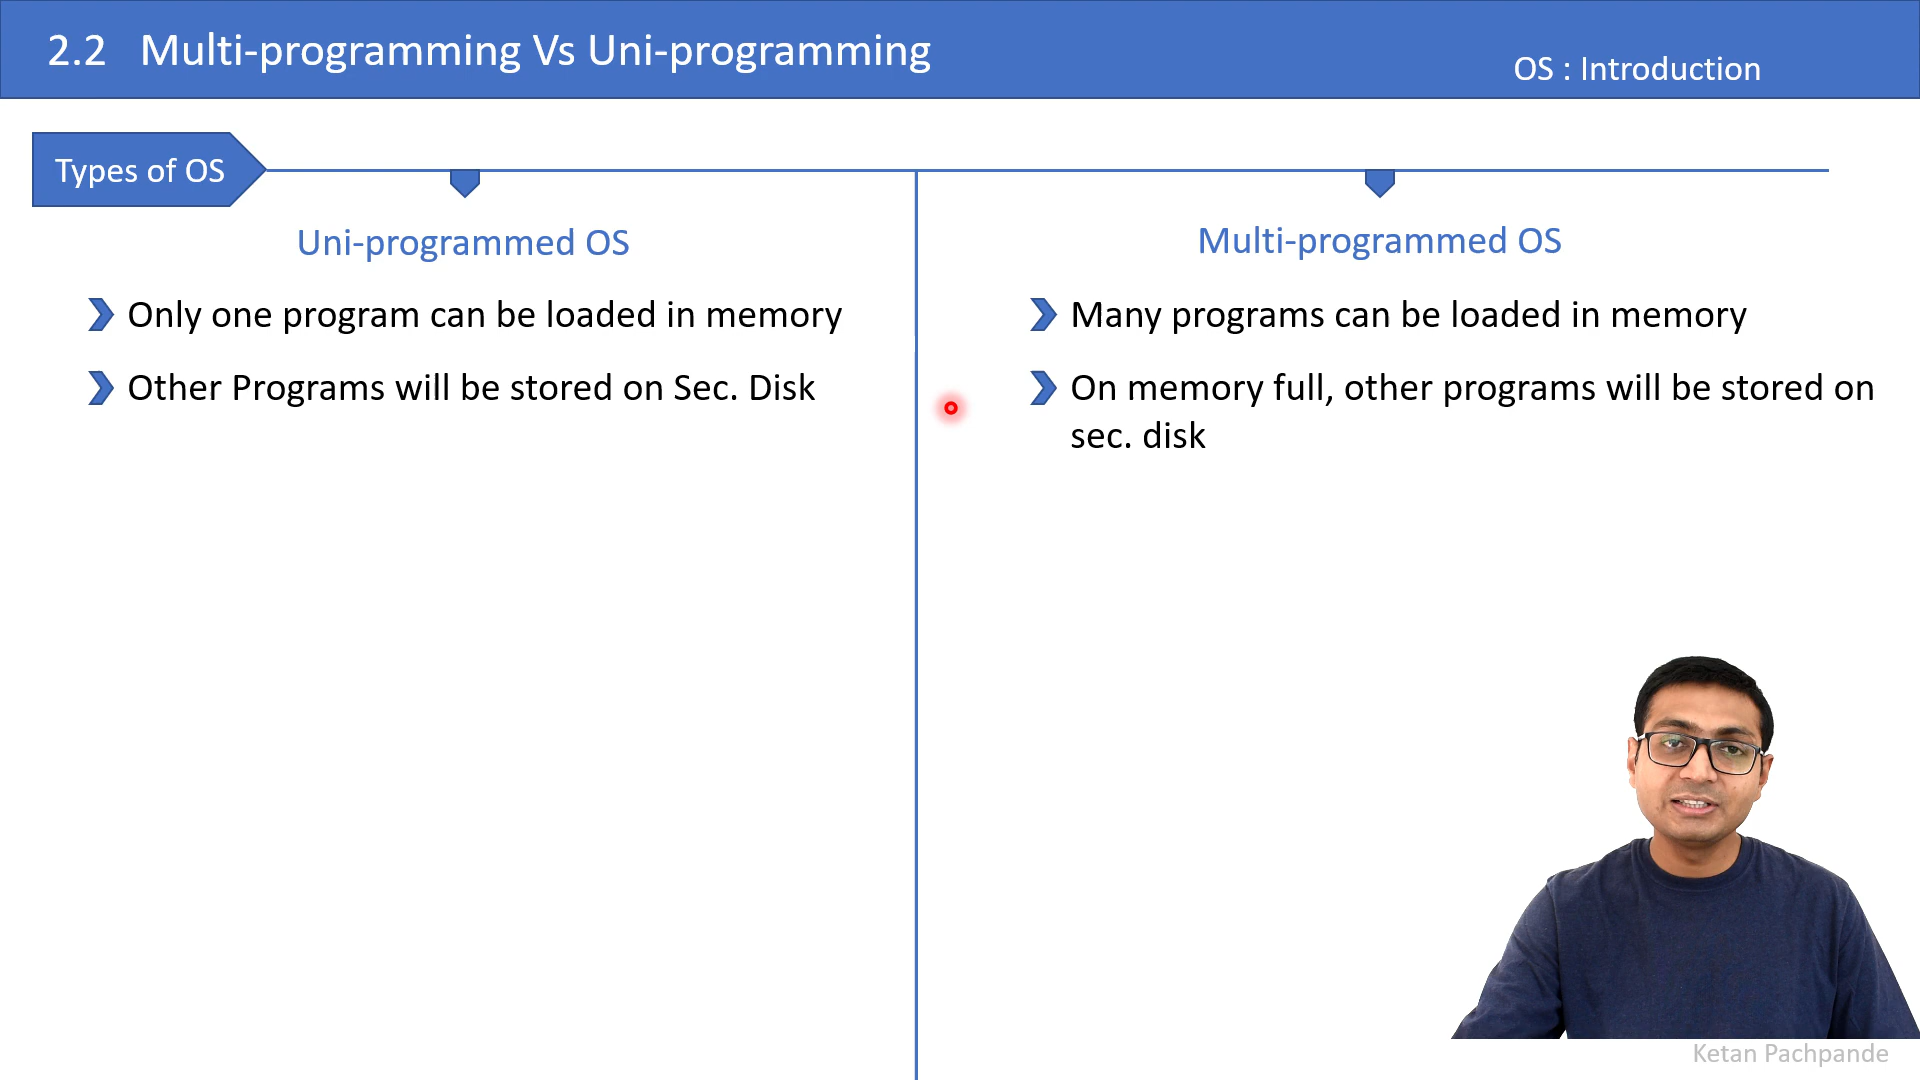 2.2 Multi-programming Vs Uni-programming
OS : Introduction
Types of OS
Uni-programmed OS
Only one program can be loaded in memory
Other Programs will be stored on Sec. Disk
Multi-programmed OS
Many programs can be loaded in memory
On memory full, other programs will be stored on
sec. disk
Ketan Pachpande